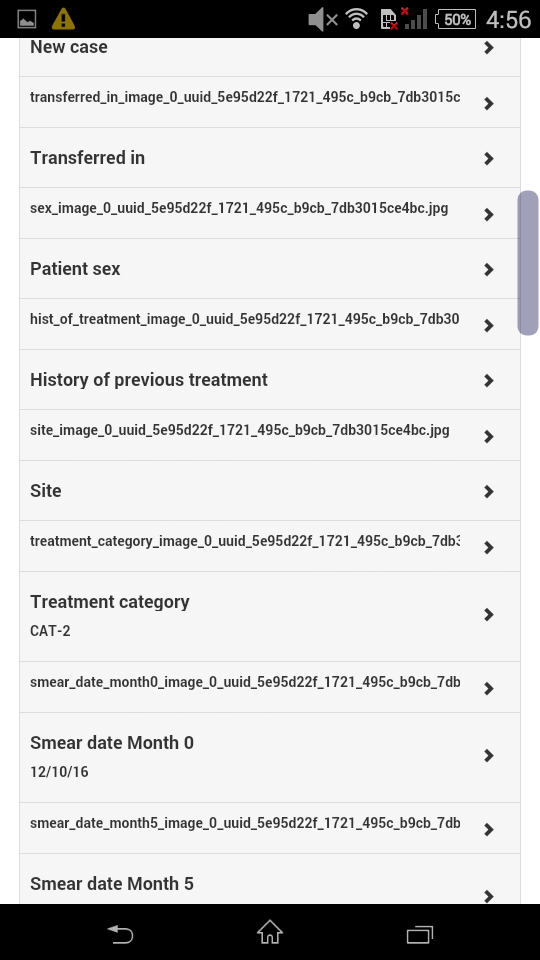 50%
4:56
New case
transferred_in_image_0_uuid_5e95d22f_1721_495c_b9cb_7db3015c
Transferred in
sex_image_0_uuid_5e95d22f_1721_495c_b9cb_7db3015ce4bc.jpg
Patient sex
hist_of_treatment_image_0_uuid_5e95d22f_1721_495c_b9cb_7db30
History of previous treatment
site_image_0_uuid_5e95d22f_1721_495c_b9cb_7db3015ce4bc.jpg
Site
treatment_category_image_0_uuid_5e95d22f_1721_495c_b9cb_7db3
Treatment category
CAT-2
smear_date_month0_image_0_uuid_5e95d22f_1721_495c_b9cb_7db
Smear date Month 0
12/10/16
smear_date_month5_image_0_uuid_5e95d22f_1721_495c_b9cb_7db
Smear date Month 5